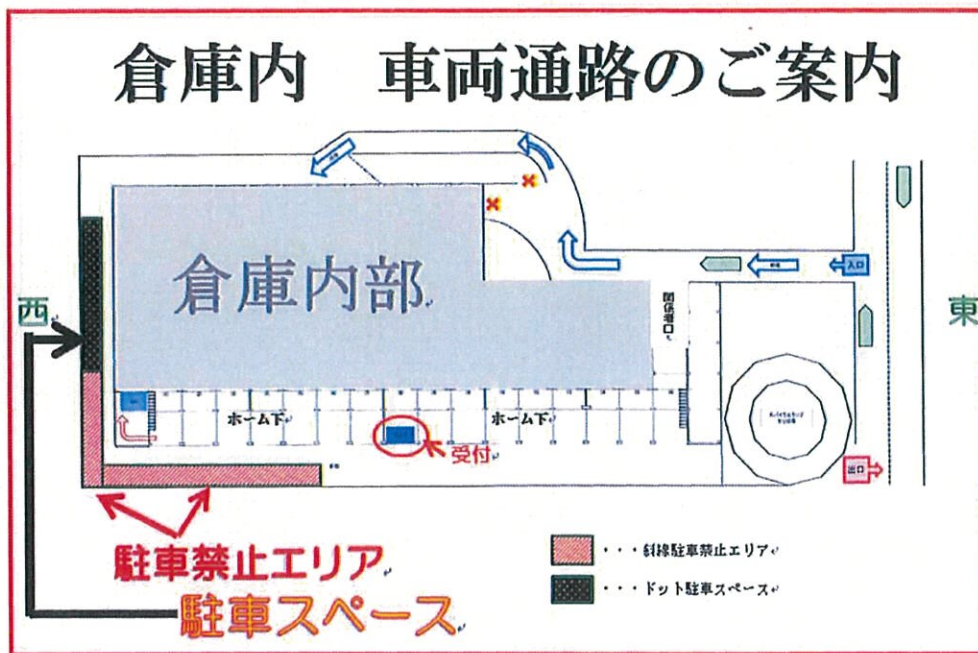 倉庫内 車両通路のご案内
入口
倉庫内部
西
東
関係者口
ホーム下
ホーム下
受付
出口
駐車禁止エリア
・・・斜線駐車禁止エリア
・・・ドット駐車スペース
駐車スペース